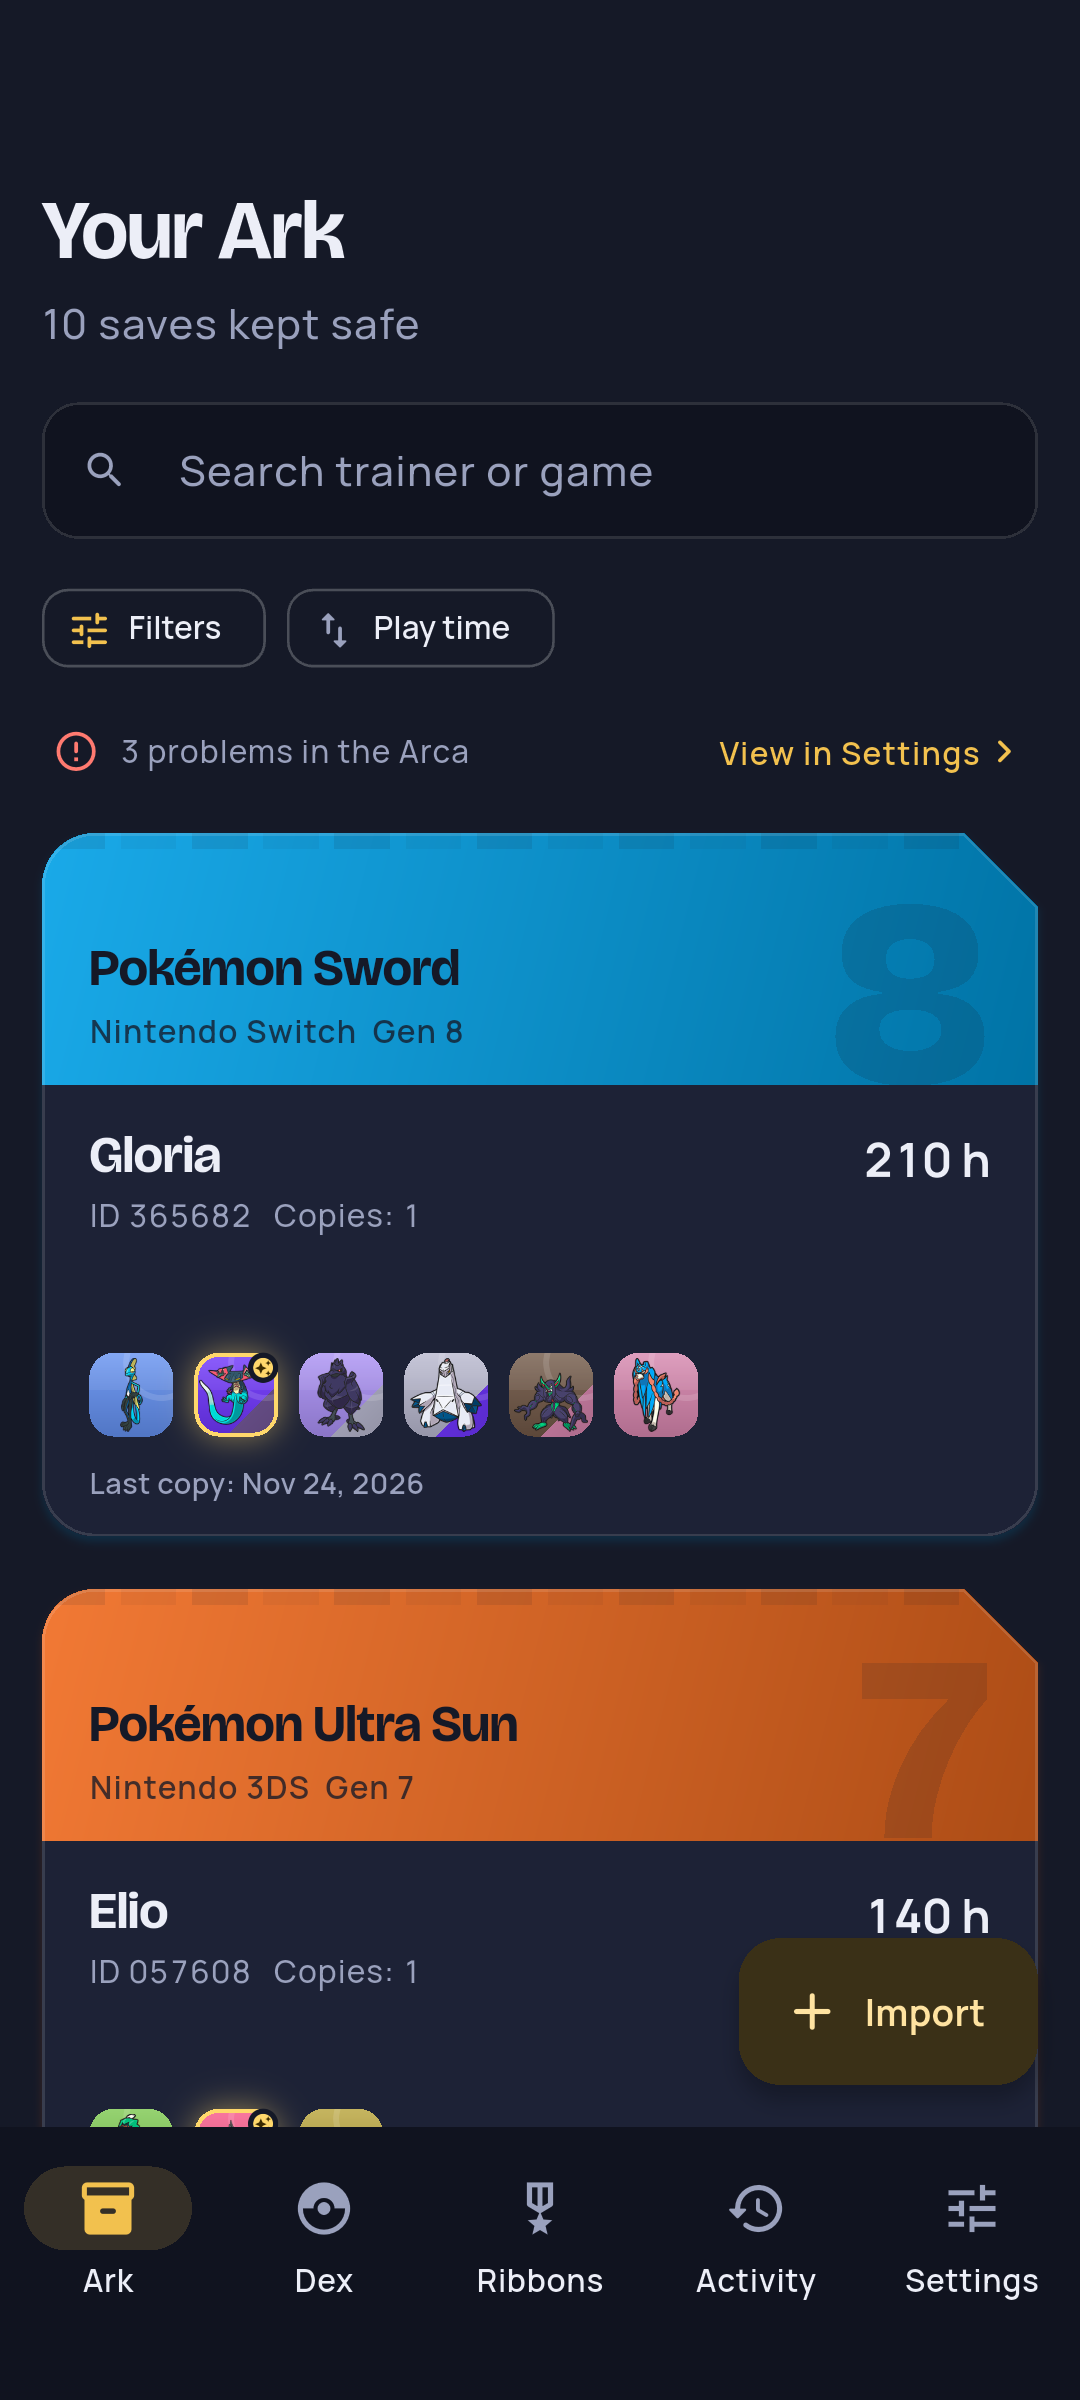 Your Ark
10 saves kept safe
Search trainer or game
Filters
Play time
3 problems in the Arca
View in Settings
8
Pokémon Sword
Nintendo Switch Gen 8
Gloria
210 h
ID 365682 Copies: 1
Last copy: Nov 24, 2026
7
Pokémon Ultra Sun
Nintendo 3DS Gen 7
Elio
140 h
ID 057608 Copies: 1
Import
Ark
Dex
Ribbons
Activity
Settings